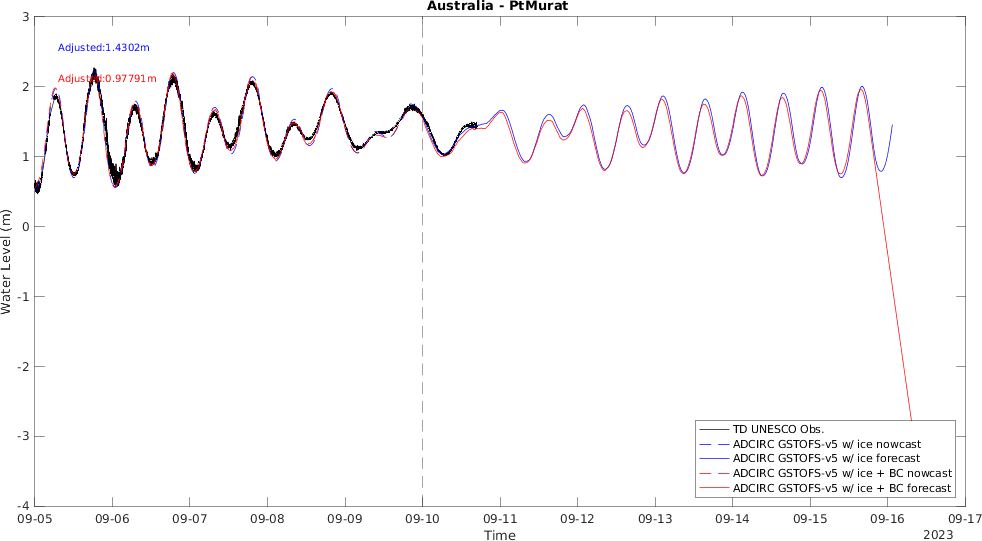 Australia - PtMurat
3
Adjusted:1.4302m
Adjusted:0.97791m
2
1
0
-1
-2
-3
-4
Water Level (m)
TD UNESCO Obs.
ADCIRC GSTOFS-v5 w/ ice nowcast
ADCIRC GSTOFS-v5 w/ ice forecast
ADCIRC GSTOFS-v5 w/ ice + BC nowcast
ADCIRC GSTOFS-v5 w/ ice + BC forecast
09-05 09-06 09-07 09-08 09-09 09-10 09-11 09-12 09-13 09-14 09-15 09-16 09-17
Time
2023